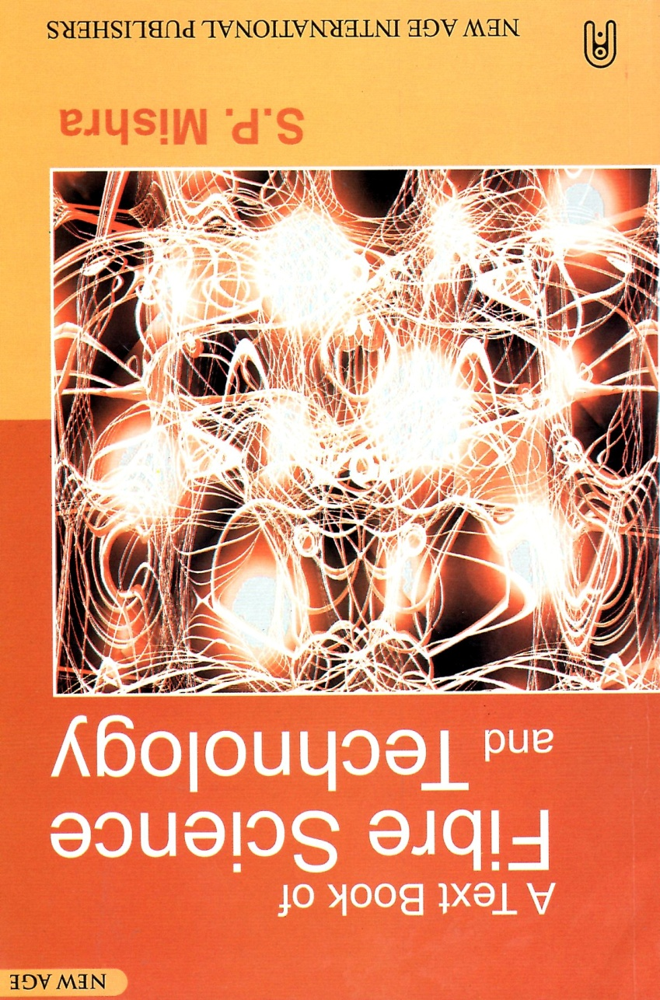 NEW AGE
A Text Book of
Fibre Science
and Technology
S.P. Mishra
NEW AGE INTERNATIONAL PUBLISHERS